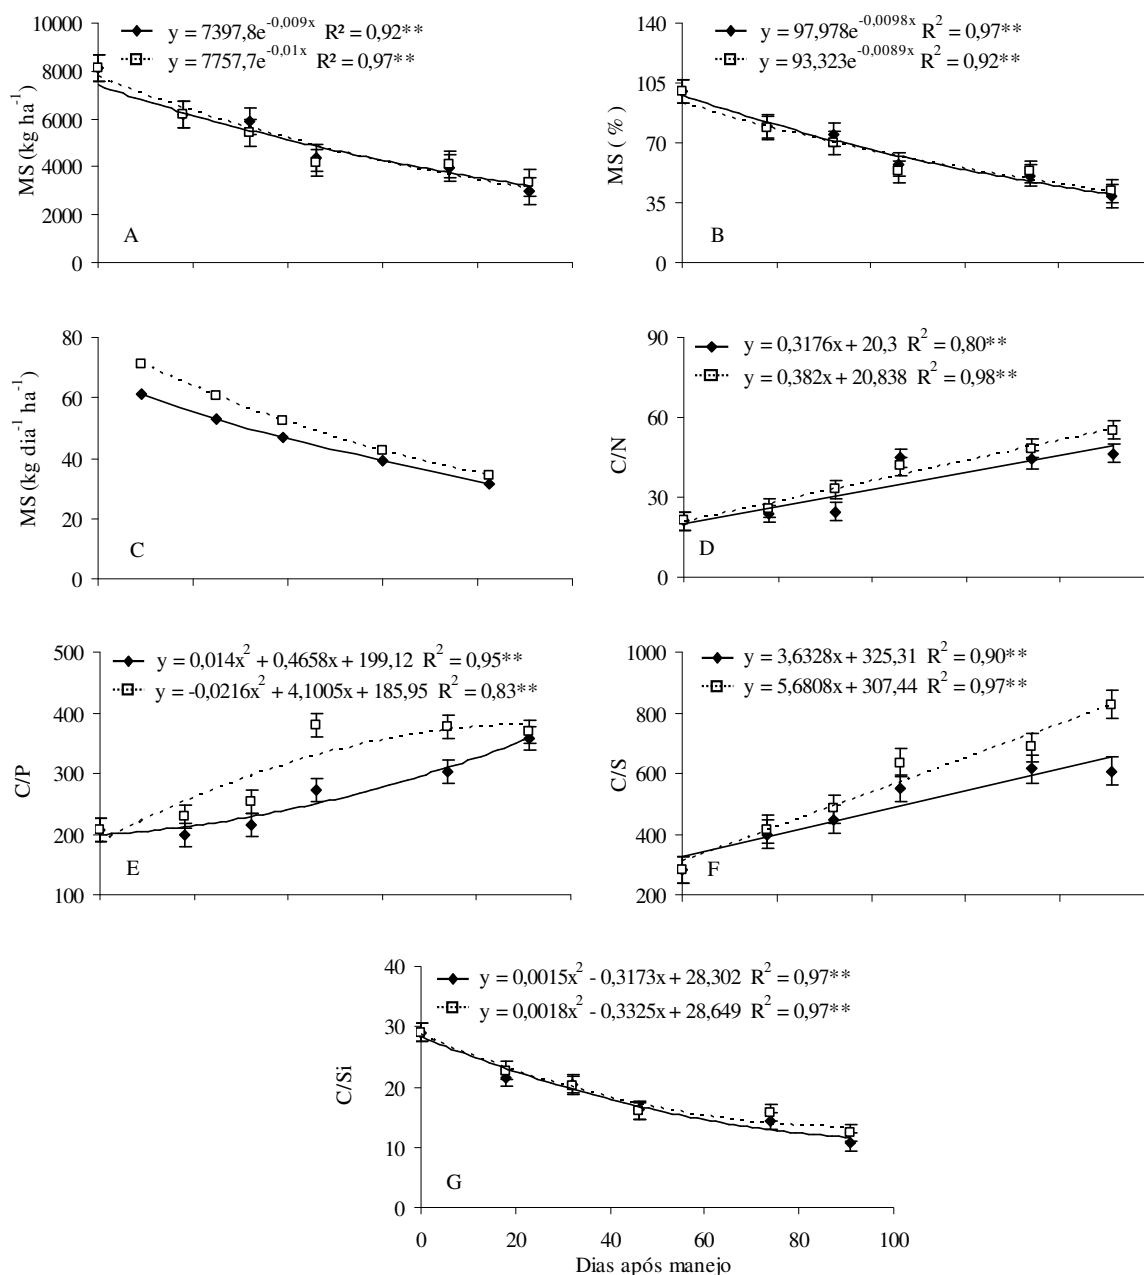 10000
8000
6000
4000
2000
0
MS (kg ha⁻¹)
y = 7397,8e⁻⁰,⁰⁰⁹ˣ R² = 0,92**
y = 7757,7e⁻⁰,⁰¹ˣ R² = 0,97**
A
140
105
70
35
0
MS ( % )
y = 97,978e⁻⁰,⁰⁰⁹⁸ˣ R² = 0,97**
y = 93,323e⁻⁰,⁰⁰⁸⁹ˣ R² = 0,92**
B
80
60
40
20
0
MS (kg dia⁻¹ ha⁻¹)
C
90
60
30
0
C/N
y = 0,3176x + 20,3 R² = 0,80**
y = 0,382x + 20,838 R² = 0,98**
D
500
400
300
200
100
C/P
y = 0,014x² + 0,4658x + 199,12 R² = 0,95**
y = -0,0216x² + 4,1005x + 185,95 R² = 0,83**
E
1000
800
600
400
200
C/S
y = 3,6328x + 325,31 R² = 0,90**
y = 5,6808x + 307,44 R² = 0,97**
F
40
30
20
10
0
C/Si
y = 0,0015x² - 0,3173x + 28,302 R² = 0,97**
y = 0,0018x² - 0,3325x + 28,649 R² = 0,97**
G
0 20 40 60 80 100
Dias após manejo